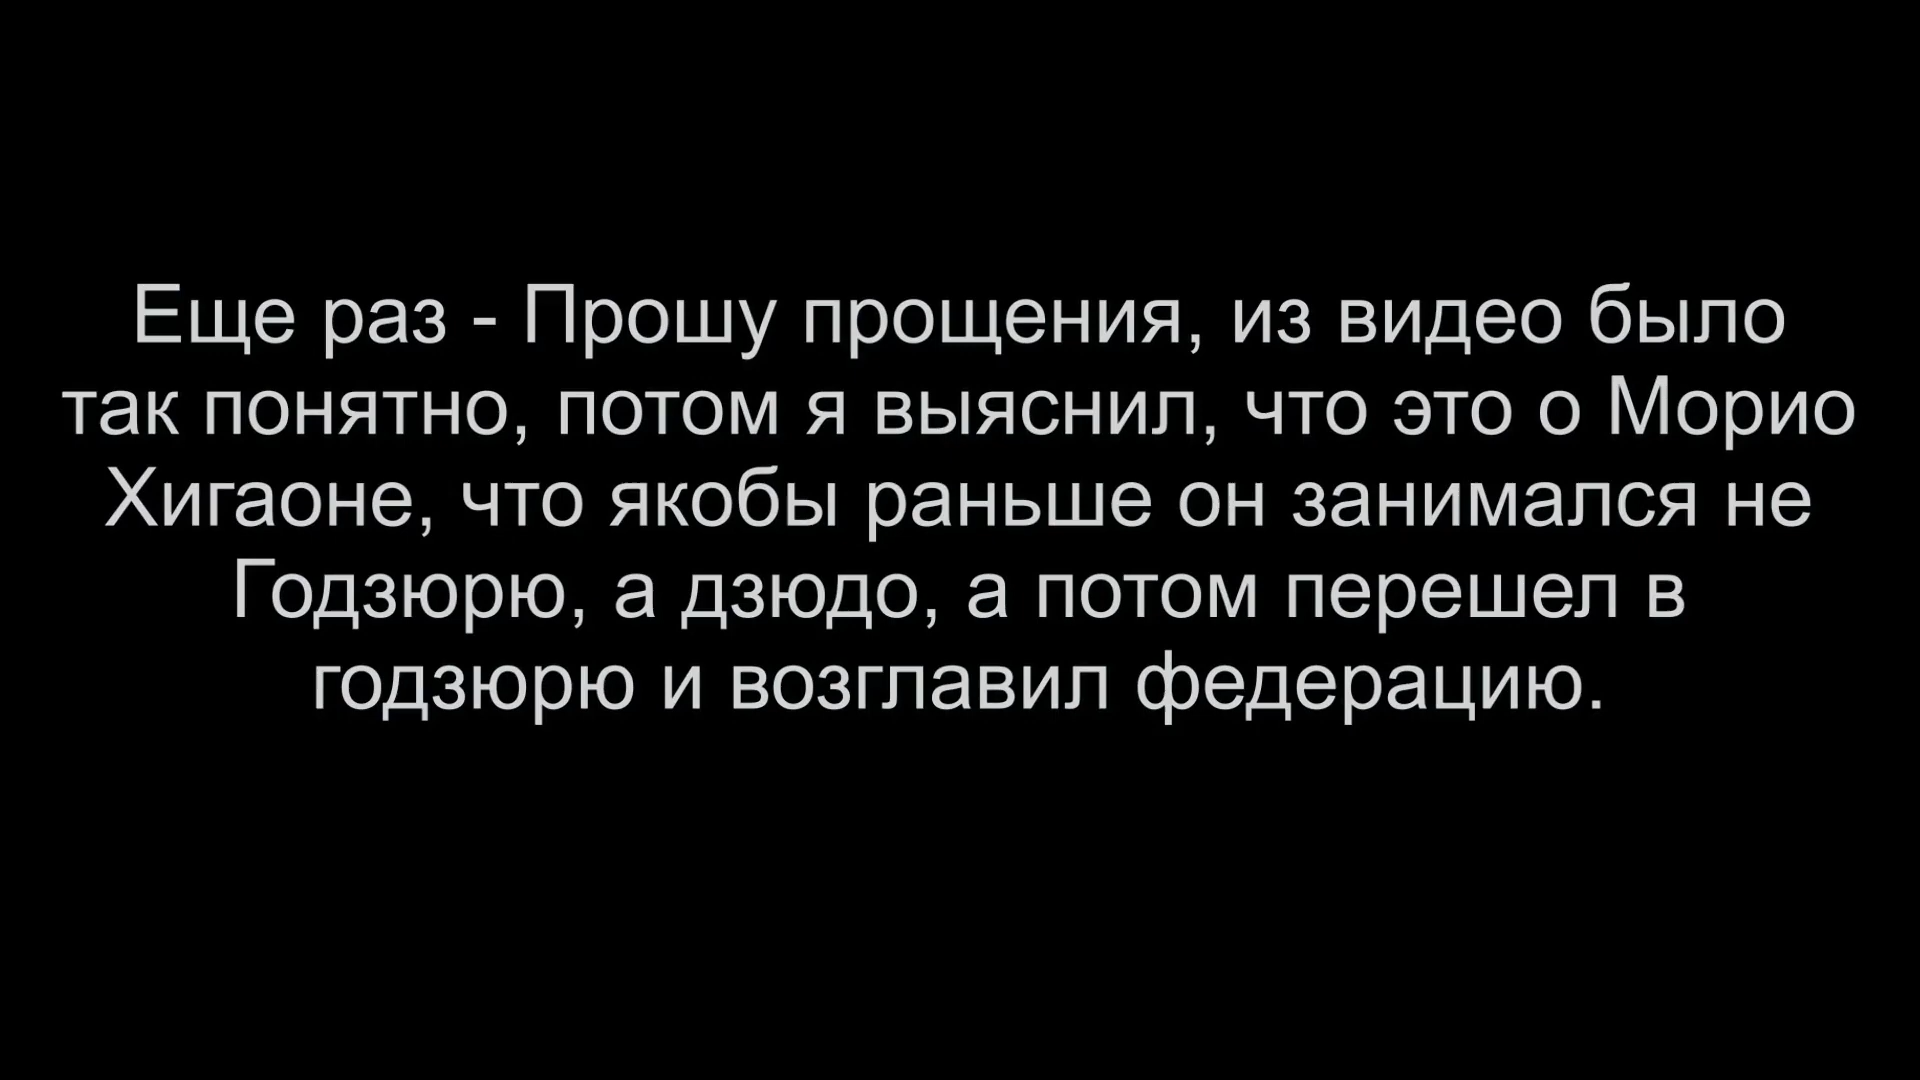 Еще раз - Прошу прощения, из видео было
так понятно, потом я выяснил, что это о Морио
Хигаоне, что якобы раньше он занимался не
Годзюрю, а дзюдо, а потом перешел в
годзюрю и возглавил федерацию.